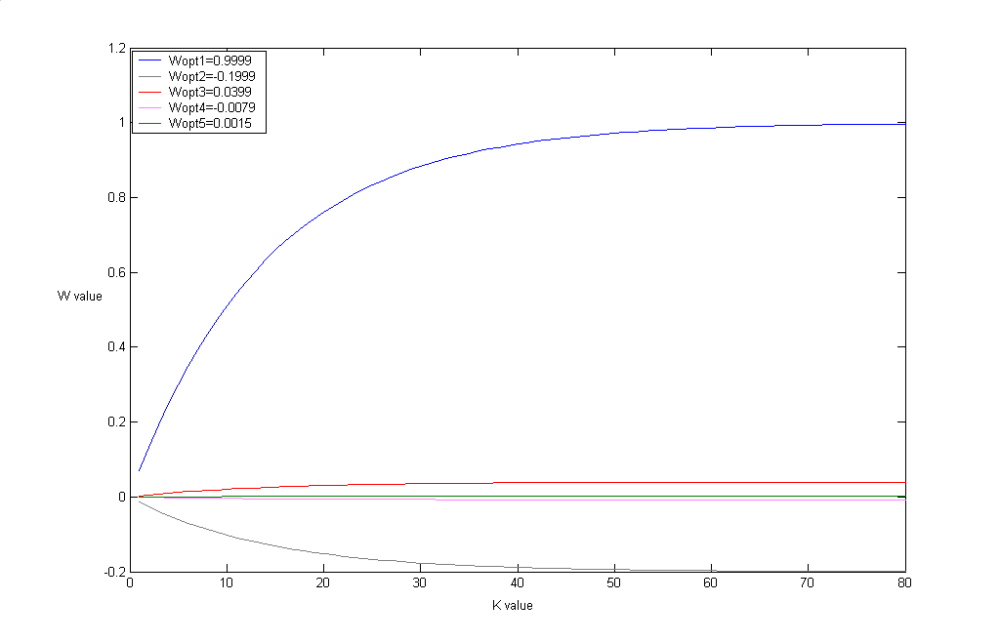 1.2
Wopt1=0.9999
Wopt2=-0.1999
Wopt3=0.0399
Wopt4=-0.0079
Wopt5=0.0015
1
0.8
0.6
W value
0.4
0.2
0
-0.2
0 10 20 30 40 50 60 70 80
K value